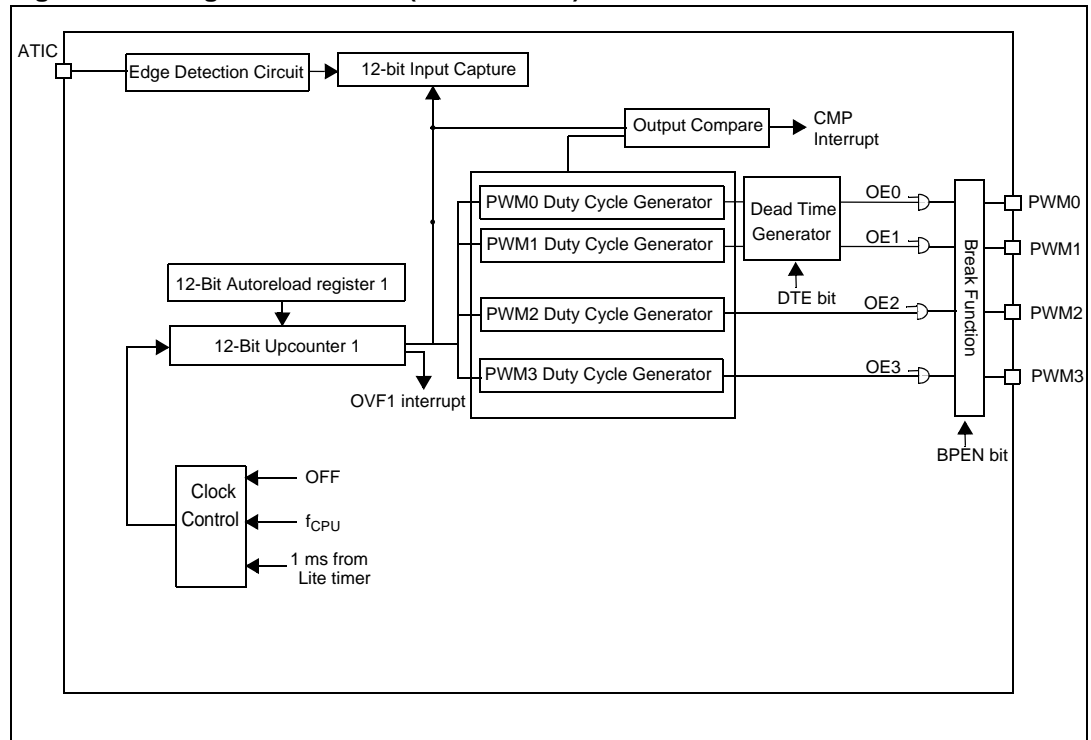 ATIC
Edge Detection Circuit
12-bit Input Capture
Output Compare
CMP
Interrupt
PWM0 Duty Cycle Generator
PWM1 Duty Cycle Generator
PWM2 Duty Cycle Generator
PWM3 Duty Cycle Generator
Dead Time
Generator
DTE bit
OE0
OE1
OE2
OE3
Break Function
BPEN bit
PWM0
PWM1
PWM2
PWM3
12-Bit Autoreload register 1
12-Bit Upcounter 1
OVF1 interrupt
Clock
Control
OFF
fCPU
1 ms from
Lite timer